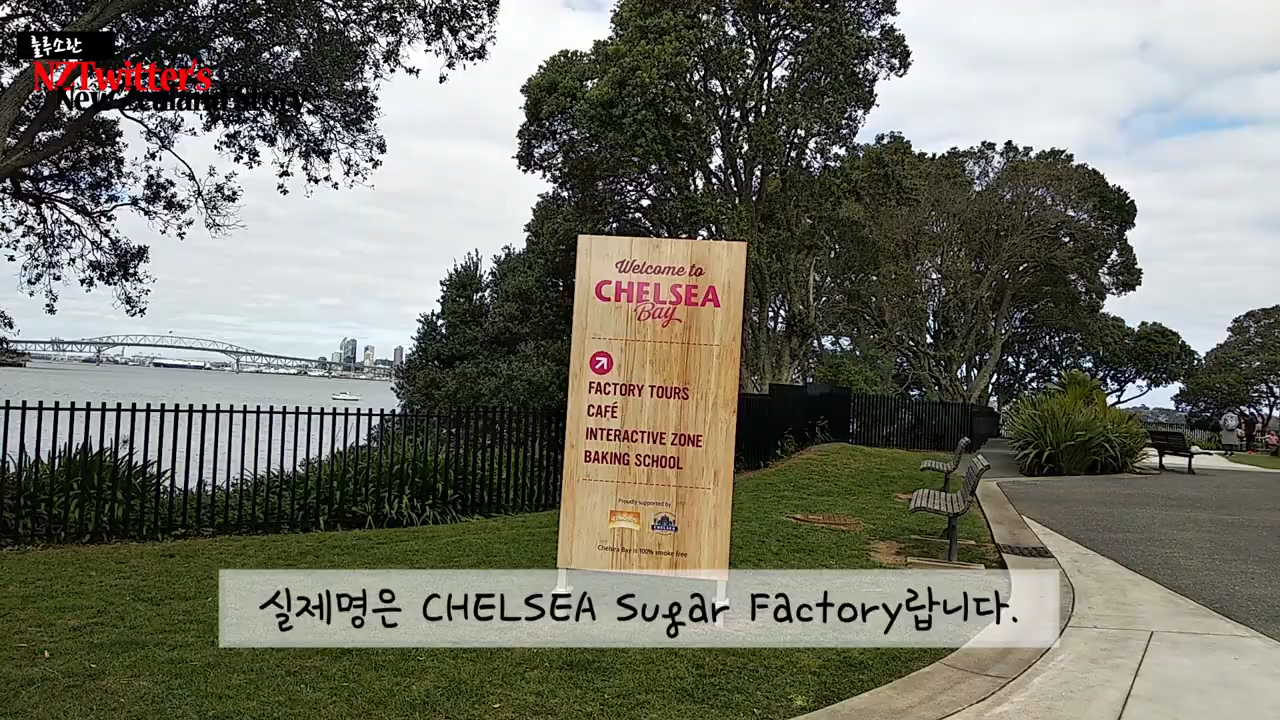 훌루소란
NZTwitter's
New Zealand Story
Welcome to
CHELSEA
Bay
FACTORY TOURS
CAFÉ
INTERACTIVE ZONE
BAKING SCHOOL
Proudly supported by
CHELSEA
Chelsea Bay is 100% smoke free
실제명은 CHELSEA Sugar Factory랍니다.